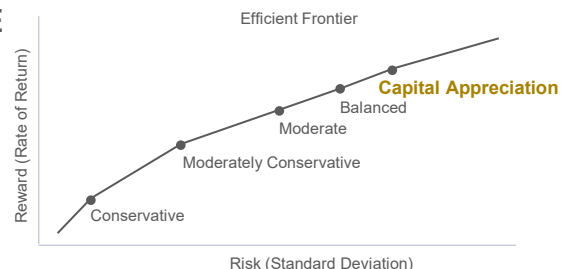 Efficient Frontier
Reward (Rate of Return)
Capital Appreciation
Balanced
Moderate
Moderately Conservative
Conservative
Risk (Standard Deviation)